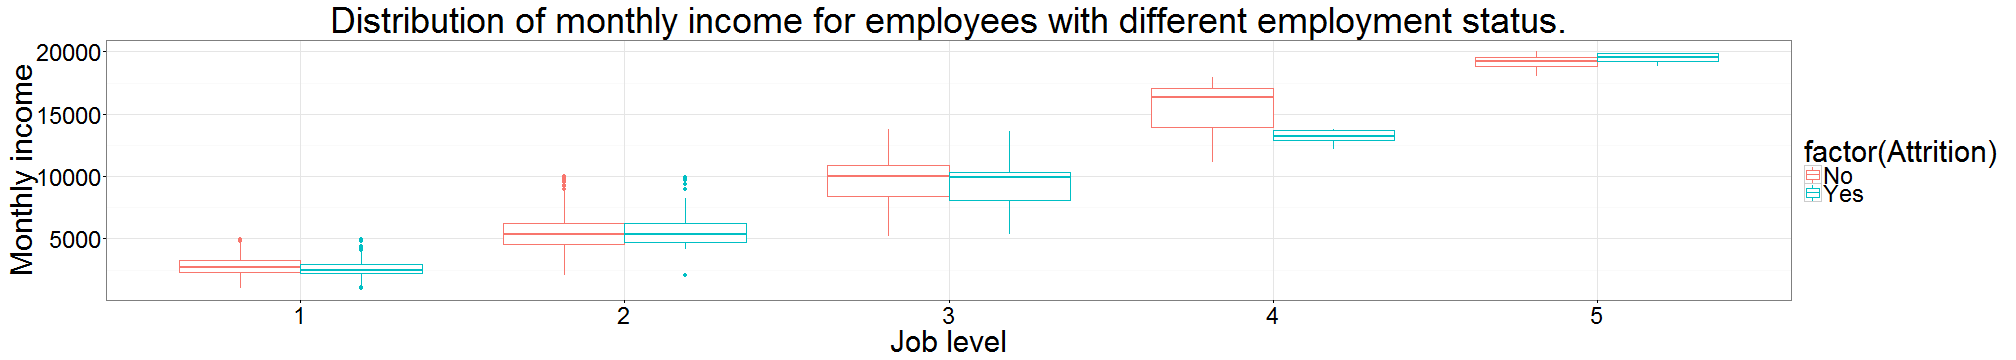 Distribution of monthly income for employees with different employment status.
Monthly income
20000
15000
10000
5000
1
2
3
4
5
Job level
factor(Attrition)
No
Yes